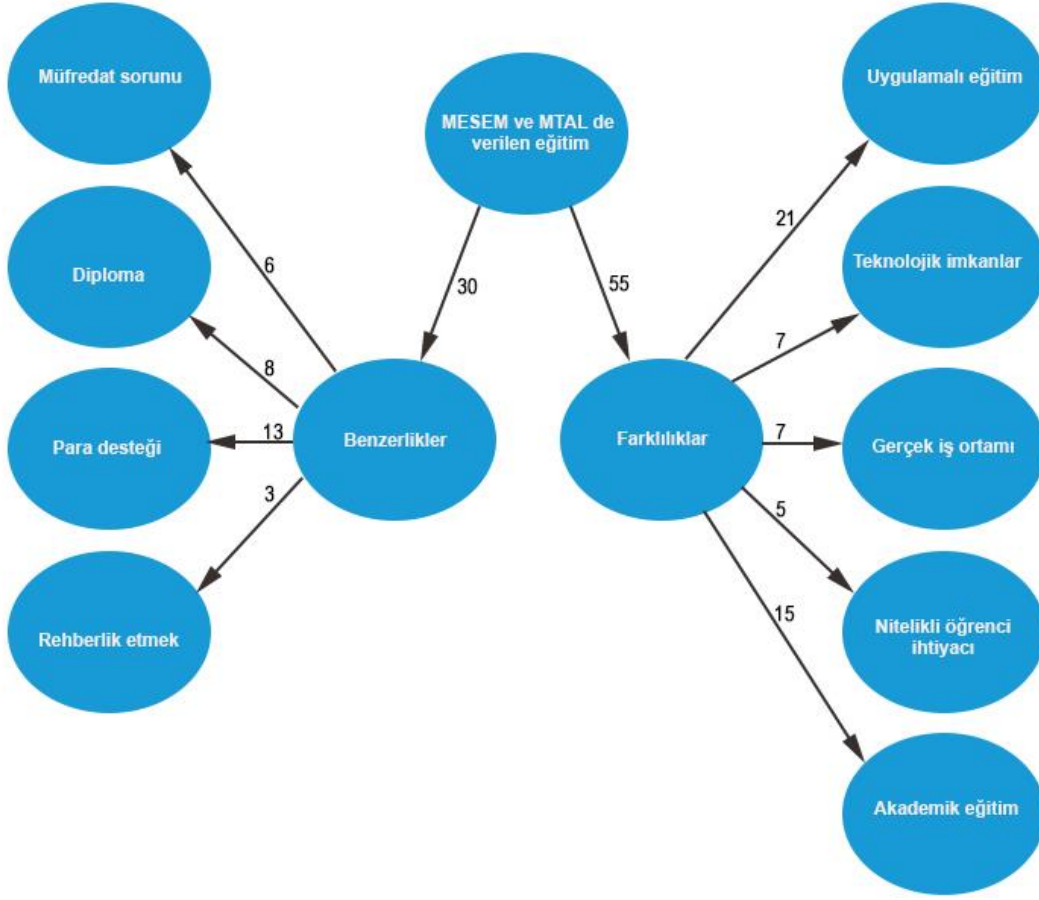 MESEM ve MTAL de
verilen eğitim
30
55
Benzerlikler
Farklılıklar
6
Müfredat sorunu
8
Diploma
13
Para desteği
3
Rehberlik etmek
21
Uygulamalı eğitim
7
Teknolojik imkanlar
7
Gerçek iş ortamı
5
Nitelikli öğrenci
ihtiyacı
15
Akademik eğitim